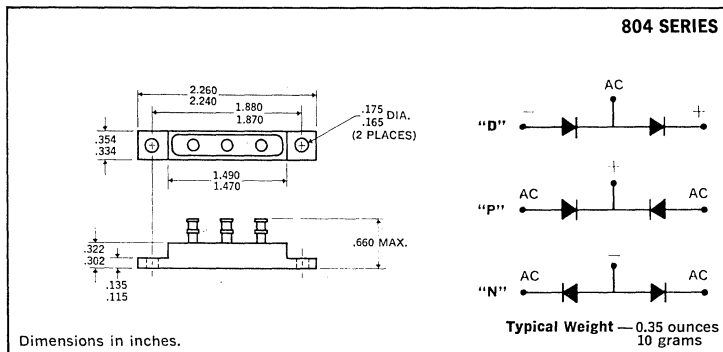 804 SERIES
2.260
2.240
1.880
1.870
.175
.165
DIA.
(2 PLACES)
.354
.334
1.490
1.470
.322
.302
.135
.115
.660 MAX.
Dimensions in inches.
AC
"D" − +
+
AC AC
"P"
−
AC AC
"N"
Typical Weight — 0.35 ounces
10 grams